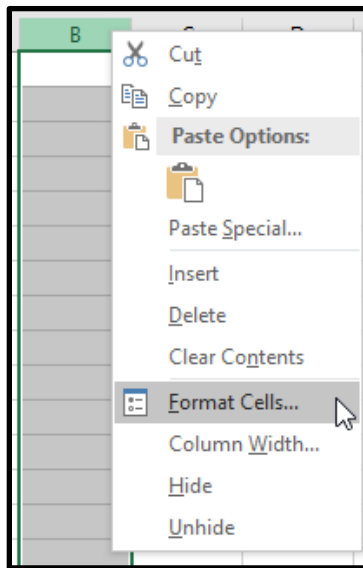 B
Cut
Copy
Paste Options:
Paste Special...
Insert
Delete
Clear Contents
Format Cells...
Column Width...
Hide
Unhide